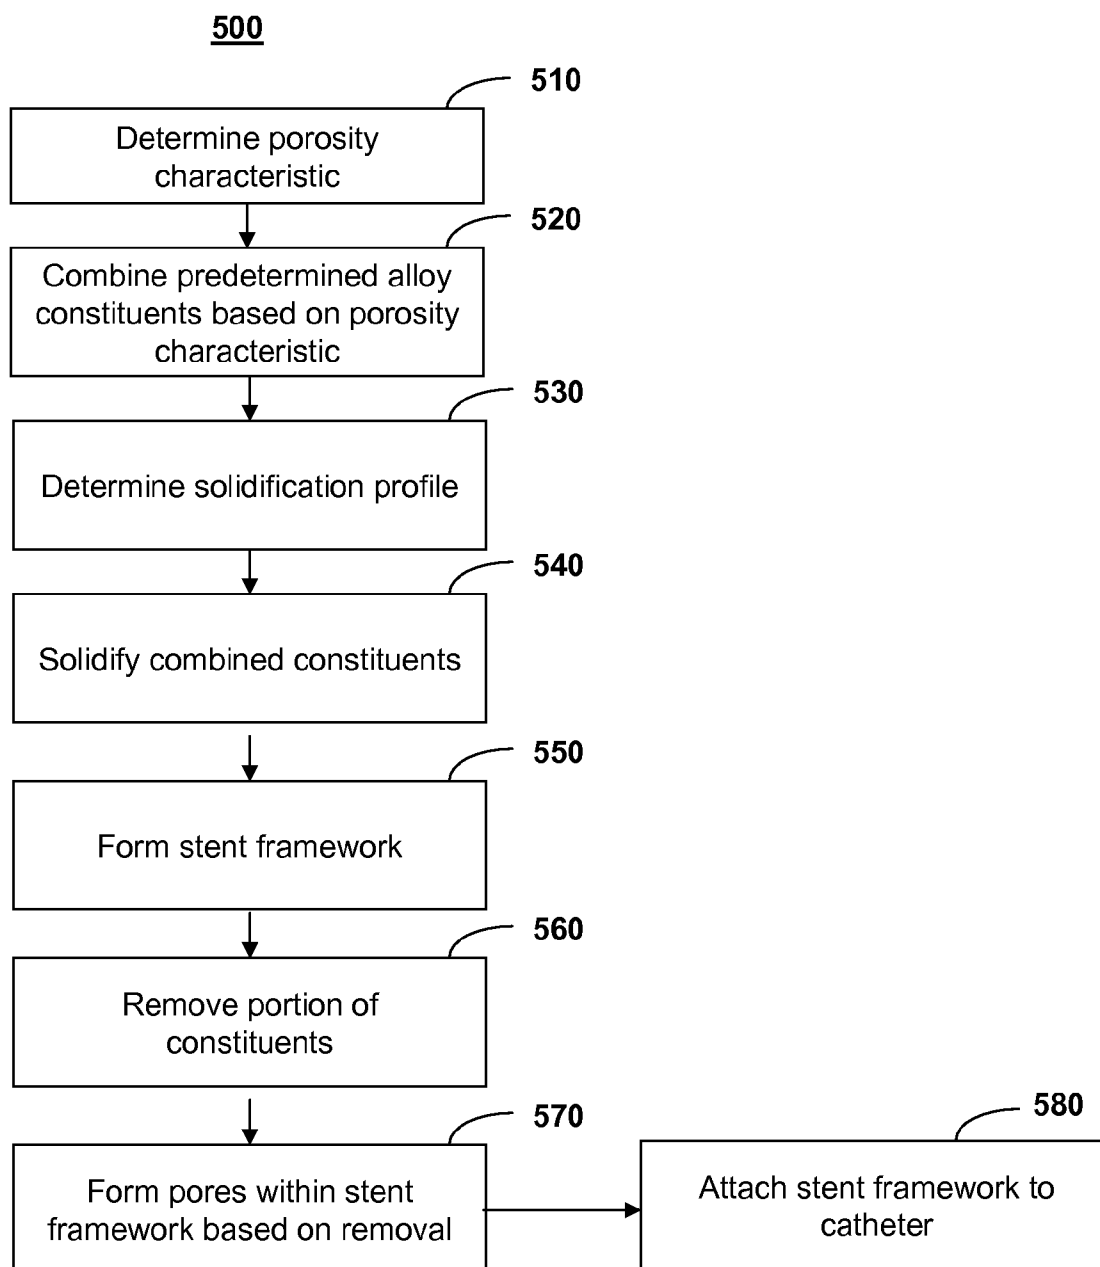 500
510
Determine porosity
characteristic
520
Combine predetermined alloy
constituents based on porosity
characteristic
530
Determine solidification profile
540
Solidify combined constituents
550
Form stent framework
560
Remove portion of
constituents
570
Form pores within stent
framework based on removal
580
Attach stent framework to
catheter